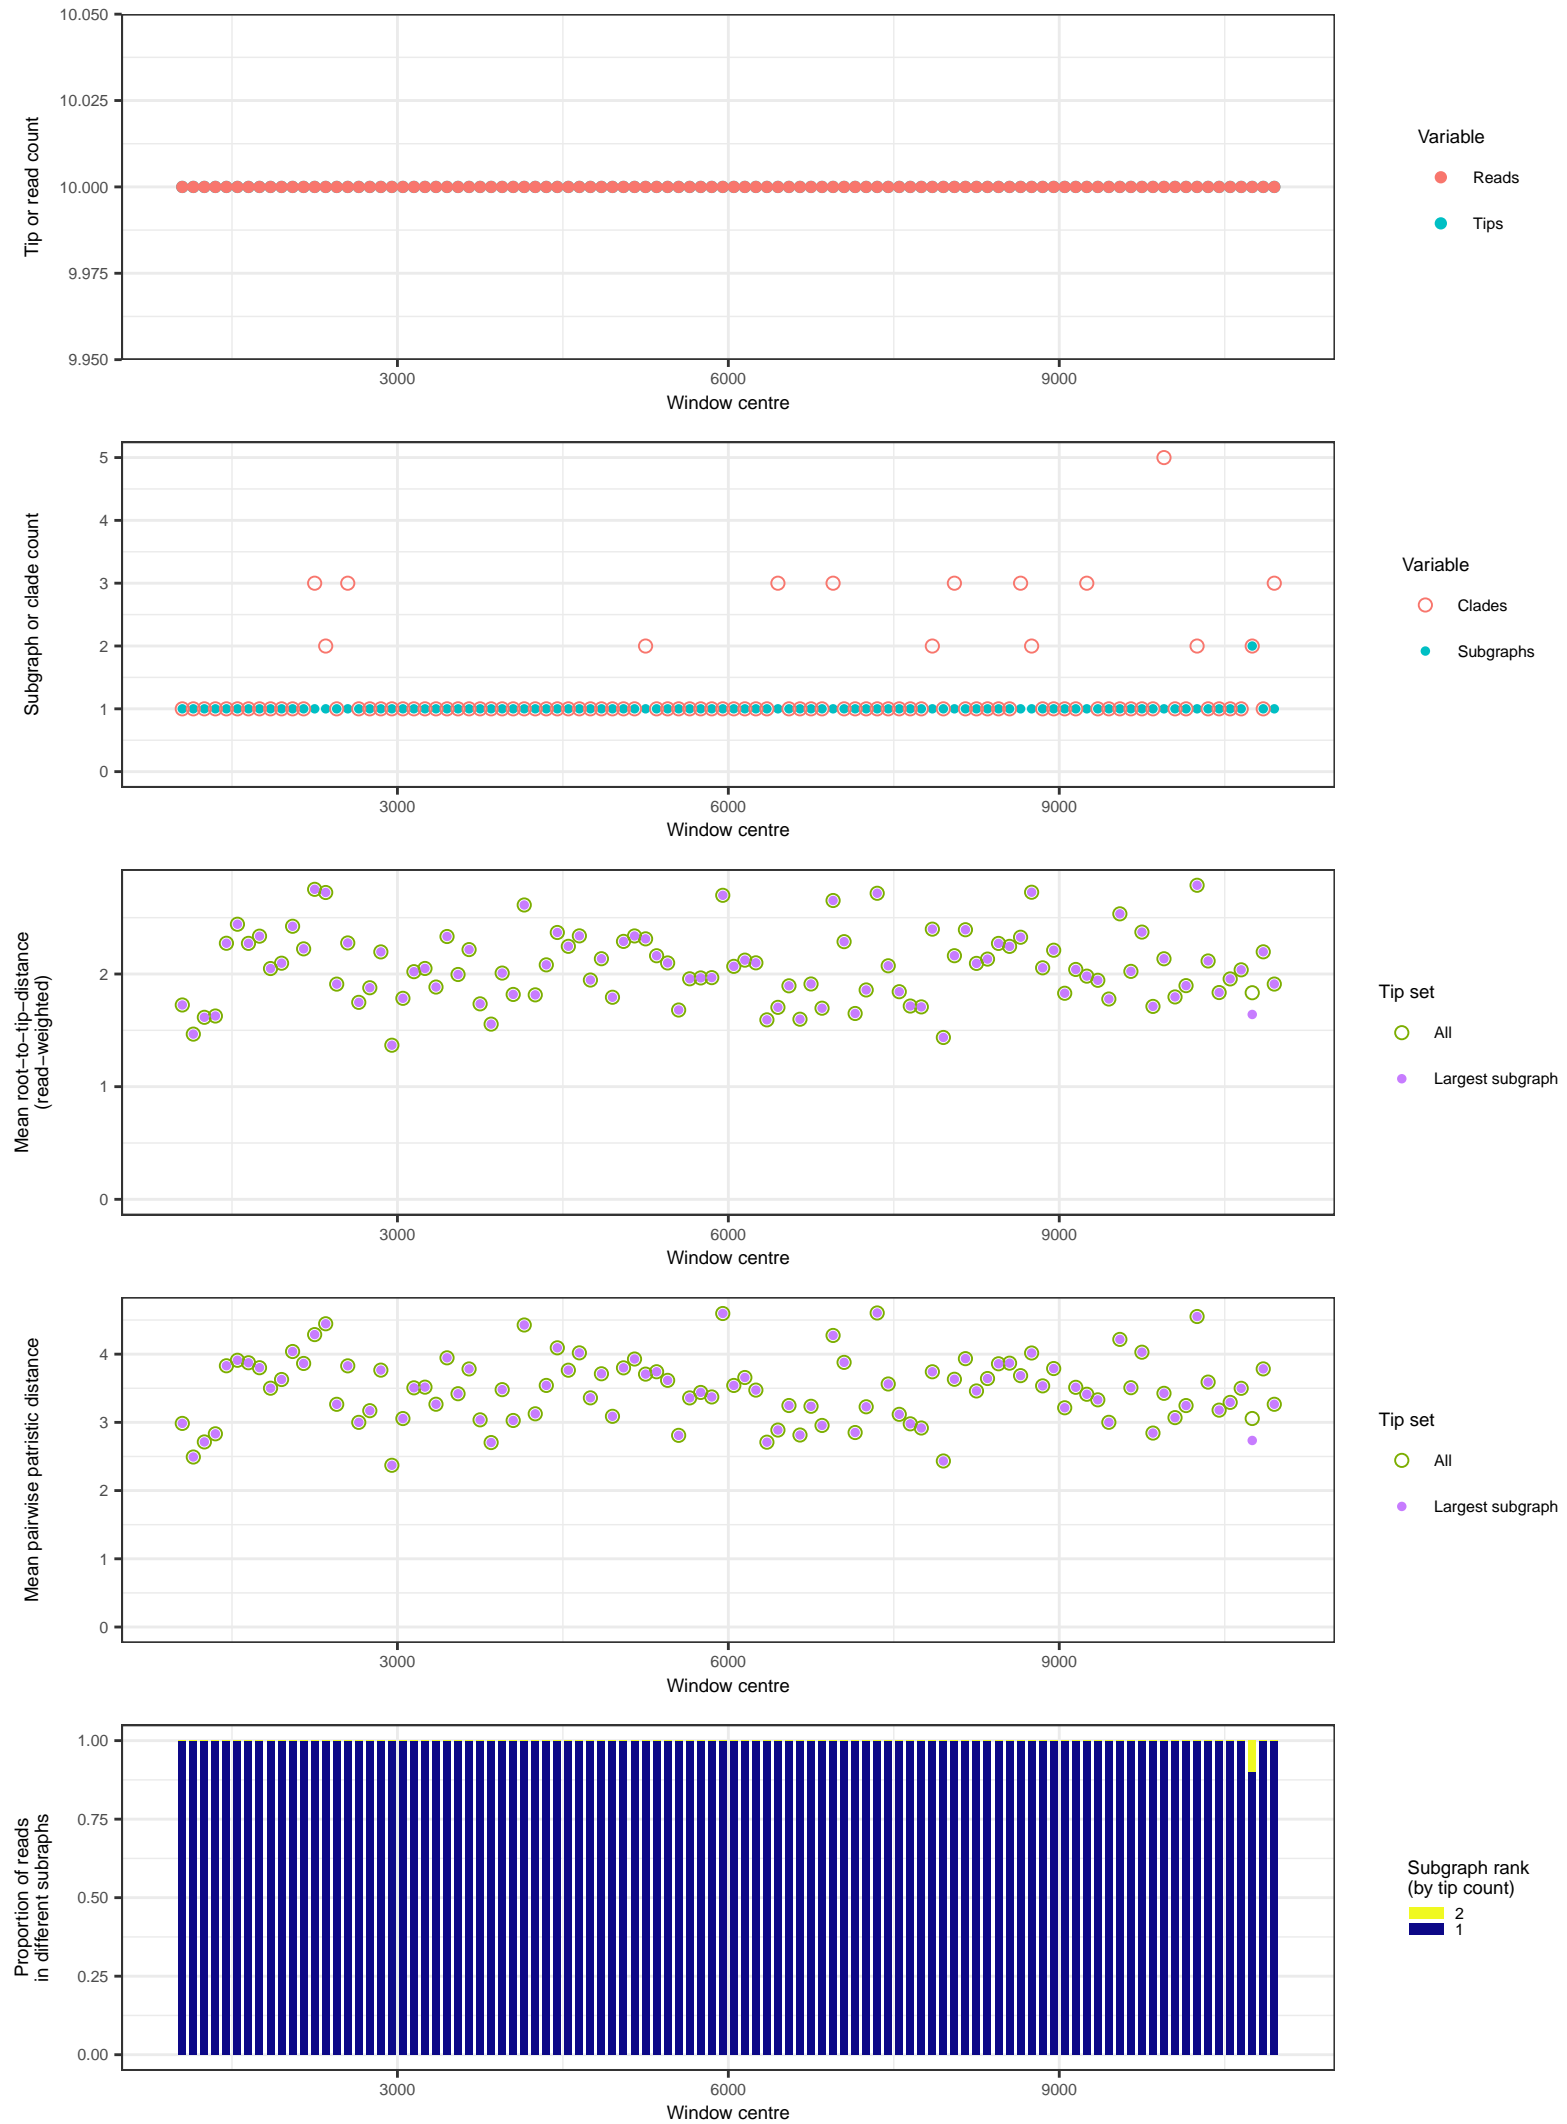 10.050
10.025
10.000
9.975
9.950
Tip or read count
3000
6000
9000
Window centre
Variable
Reads
Tips
5
4
3
2
1
0
Subgraph or clade count
3000
6000
9000
Window centre
Variable
Clades
Subgraphs
2
1
0
Mean root−to−tip−distance
(read−weighted)
3000
6000
9000
Window centre
Tip set
All
Largest subgraph
4
3
2
1
0
Mean pairwise patristic distance
3000
6000
9000
Window centre
Tip set
All
Largest subgraph
1.00
0.75
0.50
0.25
0.00
Proportion of reads
in different subraphs
3000
6000
9000
Window centre
Subgraph rank
(by tip count)
2
1